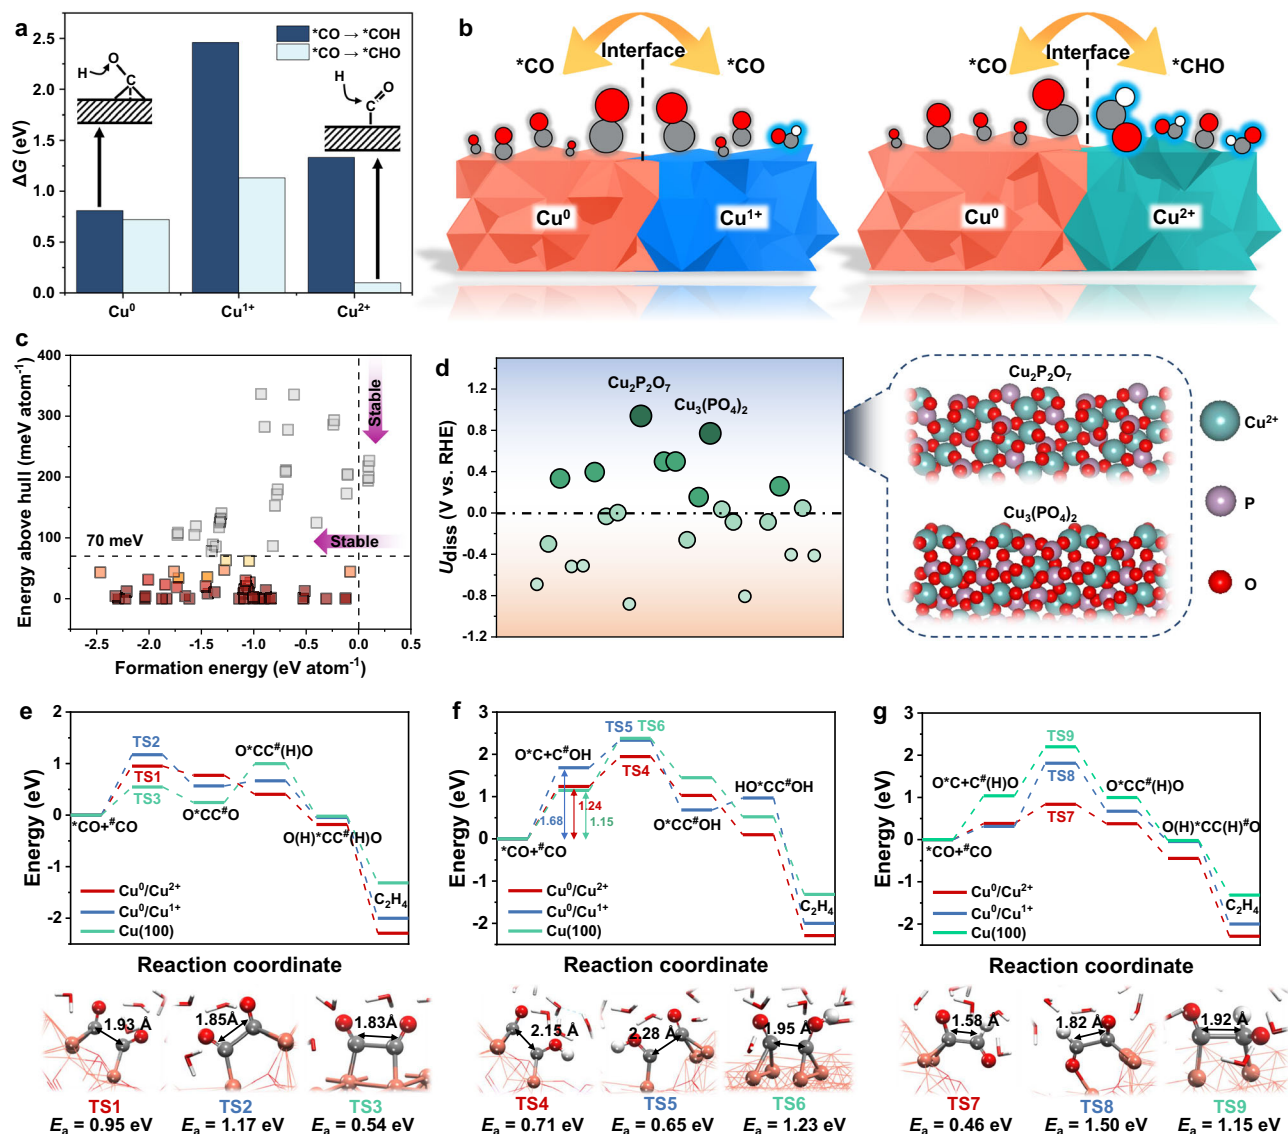 a
ΔG (eV)
2.5
2.0
1.5
1.0
0.5
0.0
*CO → *COH
*CO → *CHO
H
O
C
H
C
O
Cu⁰
Cu¹⁺
Cu²⁺
b
Interface
*CO
*CO
Cu⁰
Cu¹⁺
Interface
*CO
*CHO
Cu⁰
Cu²⁺
c
Energy above hull (meV atom⁻¹)
400
300
200
100
0
70 meV
Stable
Stable
-2.5
-2.0
-1.5
-1.0
-0.5
0.0
0.5
Formation energy (eV atom⁻¹)
d
Udiss (V vs. RHE)
1.2
0.8
0.4
0.0
-0.4
-0.8
-1.2
Cu₂P₂O₇
Cu₃(PO₄)₂
Cu₂P₂O₇
Cu₃(PO₄)₂
Cu²⁺
P
O
e
Energy (eV)
2
1
0
-1
-2
TS2
TS1
TS3
O*CC#(H)O
*CO+#CO
O*CC#O
O(H)*CC#(H)O
C₂H₄
Cu⁰/Cu²⁺
Cu⁰/Cu¹⁺
Cu(100)
Reaction coordinate
1.93 Å
1.85Å
1.83Å
TS1
TS2
TS3
Eₐ = 0.95 eV
Eₐ = 1.17 eV
Eₐ = 0.54 eV
f
Energy (eV)
3
2
1
0
-1
-2
TS5
TS6
O*C+C#OH
TS4
HO*CC#OH
1.68
1.24
1.15
O*CC#OH
*CO+#CO
C₂H₄
Cu⁰/Cu²⁺
Cu⁰/Cu¹⁺
Cu(100)
Reaction coordinate
2.15 Å
2.28 Å
1.95 Å
TS4
TS5
TS6
Eₐ = 0.71 eV
Eₐ = 0.65 eV
Eₐ = 1.23 eV
g
Energy (eV)
3
2
1
0
-1
-2
TS9
TS8
O*C+C#(H)O
O*CC#(H)O
TS7
O(H)*CC(H)#O
*CO+#CO
C₂H₄
Cu⁰/Cu²⁺
Cu⁰/Cu¹⁺
Cu(100)
Reaction coordinate
1.58 Å
1.82 Å
1.92 Å
TS7
TS8
TS9
Eₐ = 0.46 eV
Eₐ = 1.50 eV
Eₐ = 1.15 eV